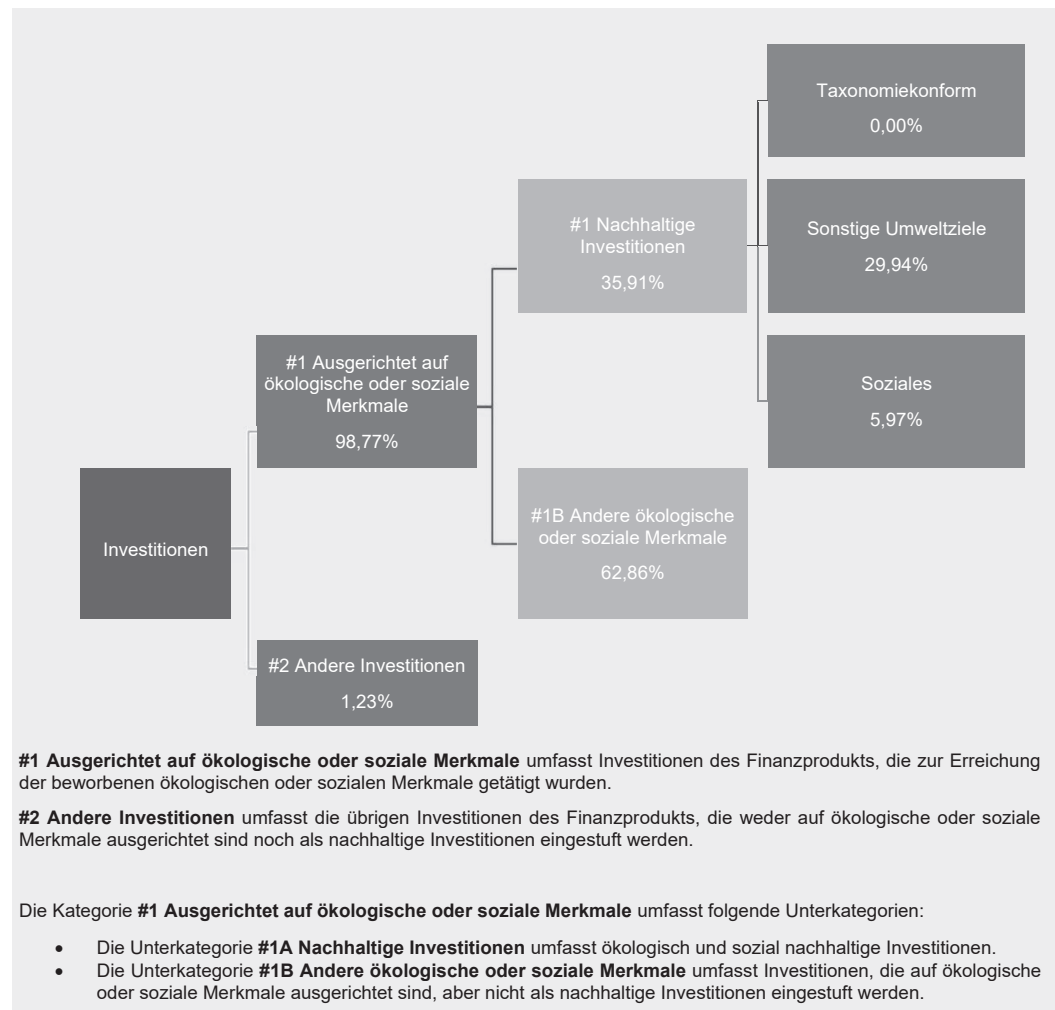 Taxonomiekonform
0,00%
#1 Nachhaltige
Investitionen
35,91%
Sonstige Umweltziele
29,94%
#1 Ausgerichtet auf
ökologische oder soziale
Merkmale
98,77%
Soziales
5,97%
Investitionen
#1B Andere ökologische
oder soziale Merkmale
62,86%
#2 Andere Investitionen
1,23%
#1 Ausgerichtet auf ökologische oder soziale Merkmale umfasst Investitionen des Finanzprodukts, die zur Erreichung
der beworbenen ökologischen oder sozialen Merkmale getätigt wurden.
#2 Andere Investitionen umfasst die übrigen Investitionen des Finanzprodukts, die weder auf ökologische oder soziale
Merkmale ausgerichtet sind noch als nachhaltige Investitionen eingestuft werden.
Die Kategorie #1 Ausgerichtet auf ökologische oder soziale Merkmale umfasst folgende Unterkategorien:
• Die Unterkategorie #1A Nachhaltige Investitionen umfasst ökologisch und sozial nachhaltige Investitionen.
• Die Unterkategorie #1B Andere ökologische oder soziale Merkmale umfasst Investitionen, die auf ökologische
oder soziale Merkmale ausgerichtet sind, aber nicht als nachhaltige Investitionen eingestuft werden.